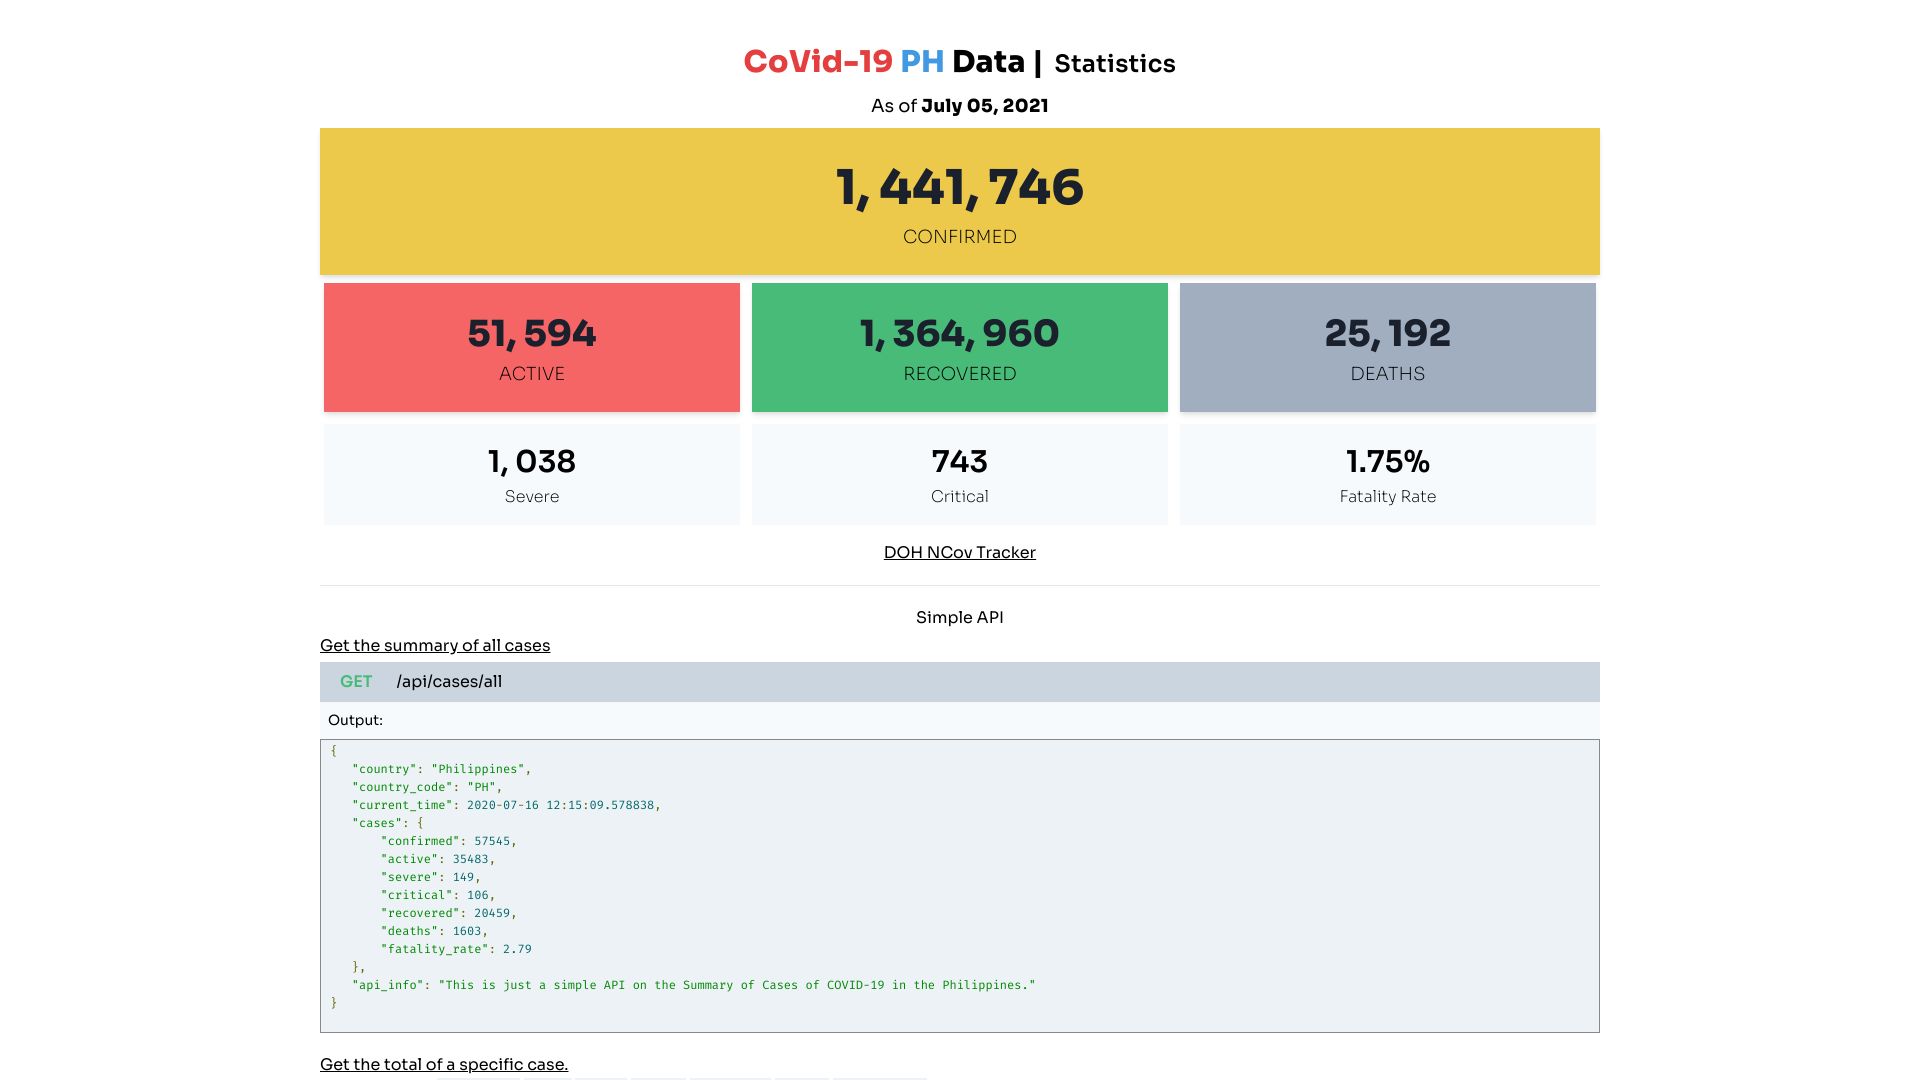 CoVid-19 PH Data | Statistics
As of July 05, 2021
1, 441, 746
CONFIRMED
51, 594
ACTIVE
1, 364, 960
RECOVERED
25, 192
DEATHS
1, 038
Severe
743
Critical
1.75%
Fatality Rate
DOH NCov Tracker
Simple API
Get the summary of all cases
GET /api/cases/all
Output:
{
"country": "Philippines",
"country_code": "PH",
"current_time": 2020-07-16 12:15:09.578838,
"cases": {
"confirmed": 57545,
"active": 35483,
"severe": 149,
"critical": 106,
"recovered": 20459,
"deaths": 1603,
"fatality_rate": 2.79
},
"api_info": "This is just a simple API on the Summary of Cases of COVID-19 in the Philippines."
}
Get the total of a specific case.